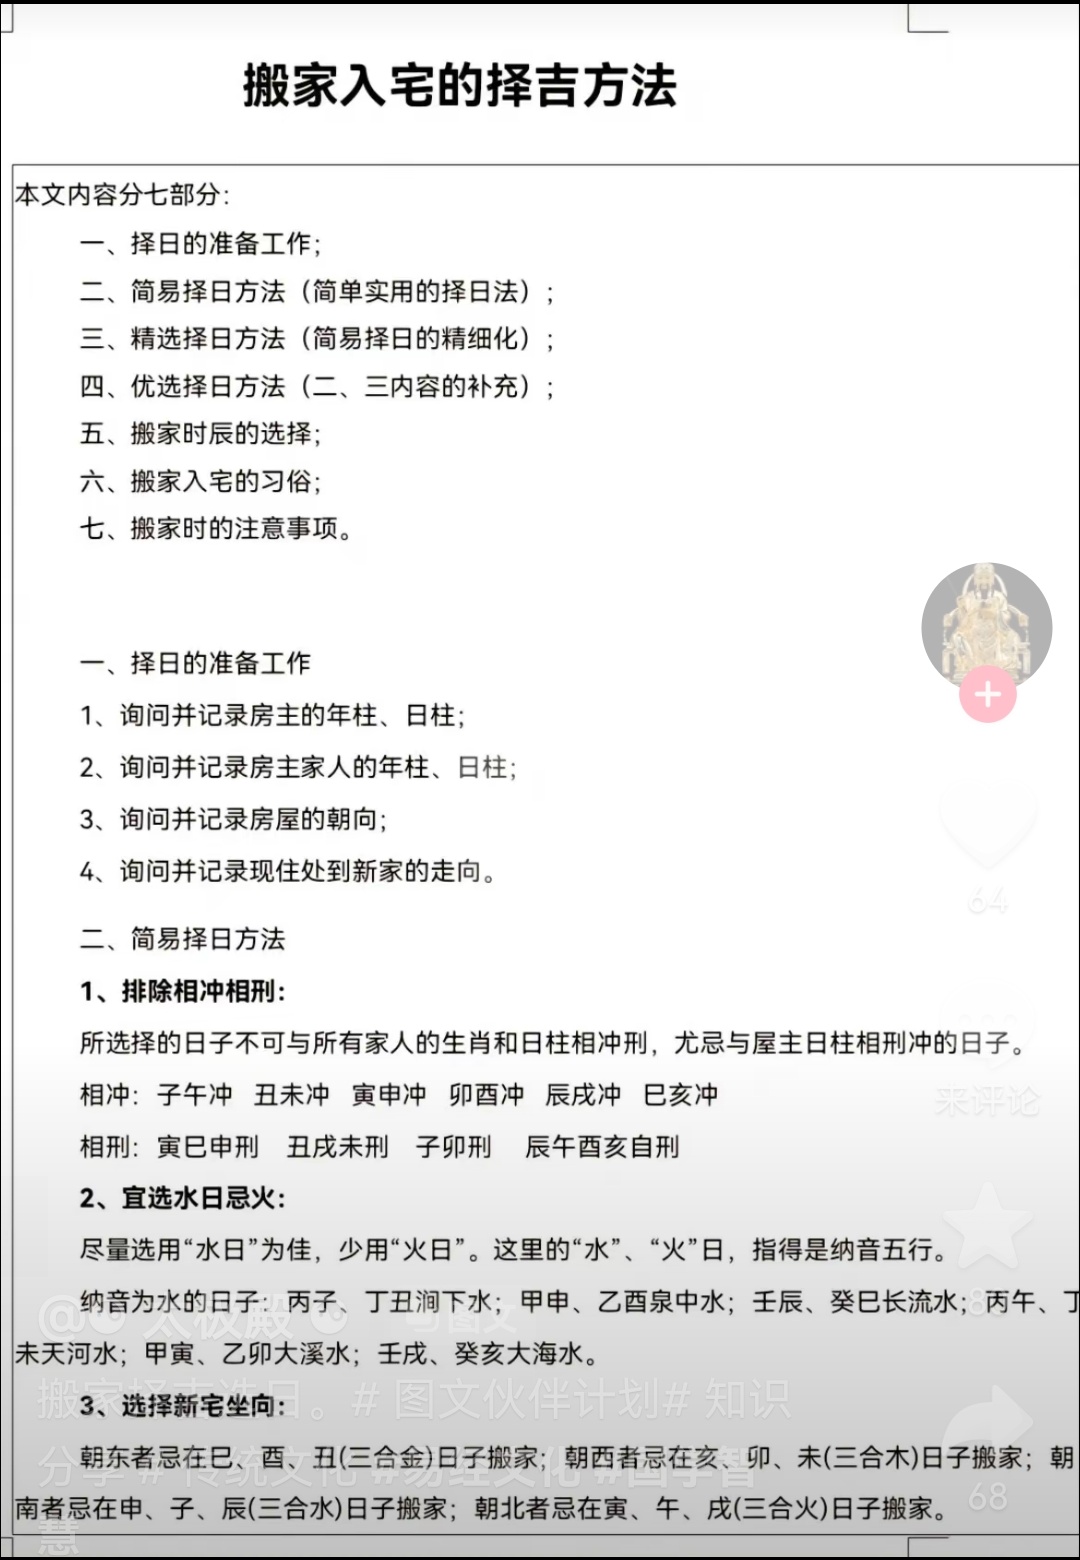 搬家入宅的择吉方法
本文内容分七部分：
一、择日的准备工作；
二、简易择日方法（简单实用的择日法）；
三、精选择日方法（简易择日的精细化）；
四、优选择日方法（二、三内容的补充）；
五、搬家时辰的选择；
六、搬家入宅的习俗；
七、搬家时的注意事项。
一、择日的准备工作
1、询问并记录房主的年柱、日柱；
2、询问并记录房主家人的年柱、日柱；
3、询问并记录房屋的朝向；
4、询问并记录现住处到新家的走向。
64
二、简易择日方法
1、排除相冲相刑：
所选择的日子不可与所有家人的生肖和日柱相冲刑，尤忌与屋主日柱相刑冲的日子。
来评论
相冲：子午冲 丑未冲 寅申冲 卯酉冲 辰戌冲 巳亥冲
相刑：寅巳申刑 丑戌未刑 子卯刑 辰午酉亥自刑
2、宜选水日忌火：
尽量选用“水日”为佳，少用“火日”。这里的“水”、“火”日，指得是纳音五行。
纳音为水的日子：丙子、丁丑涧下水；甲申、乙酉泉中水；壬辰、癸巳长流水；丙午、丁
@太极殿 图文
未天河水；甲寅、乙卯大溪水；壬戌、癸亥大海水。
搬家择吉选日。# 图文伙伴计划# 知识
3、选择新宅坐向：
朝东者忌在巳、酉、丑(三合金)日子搬家；朝西者忌在亥、卯、未(三合木)日子搬家；朝
分享 # 传统文化 #易经文化 #国学智
68
南者忌在申、子、辰(三合水)日子搬家；朝北者忌在寅、午、戌(三合火)日子搬家。
慧